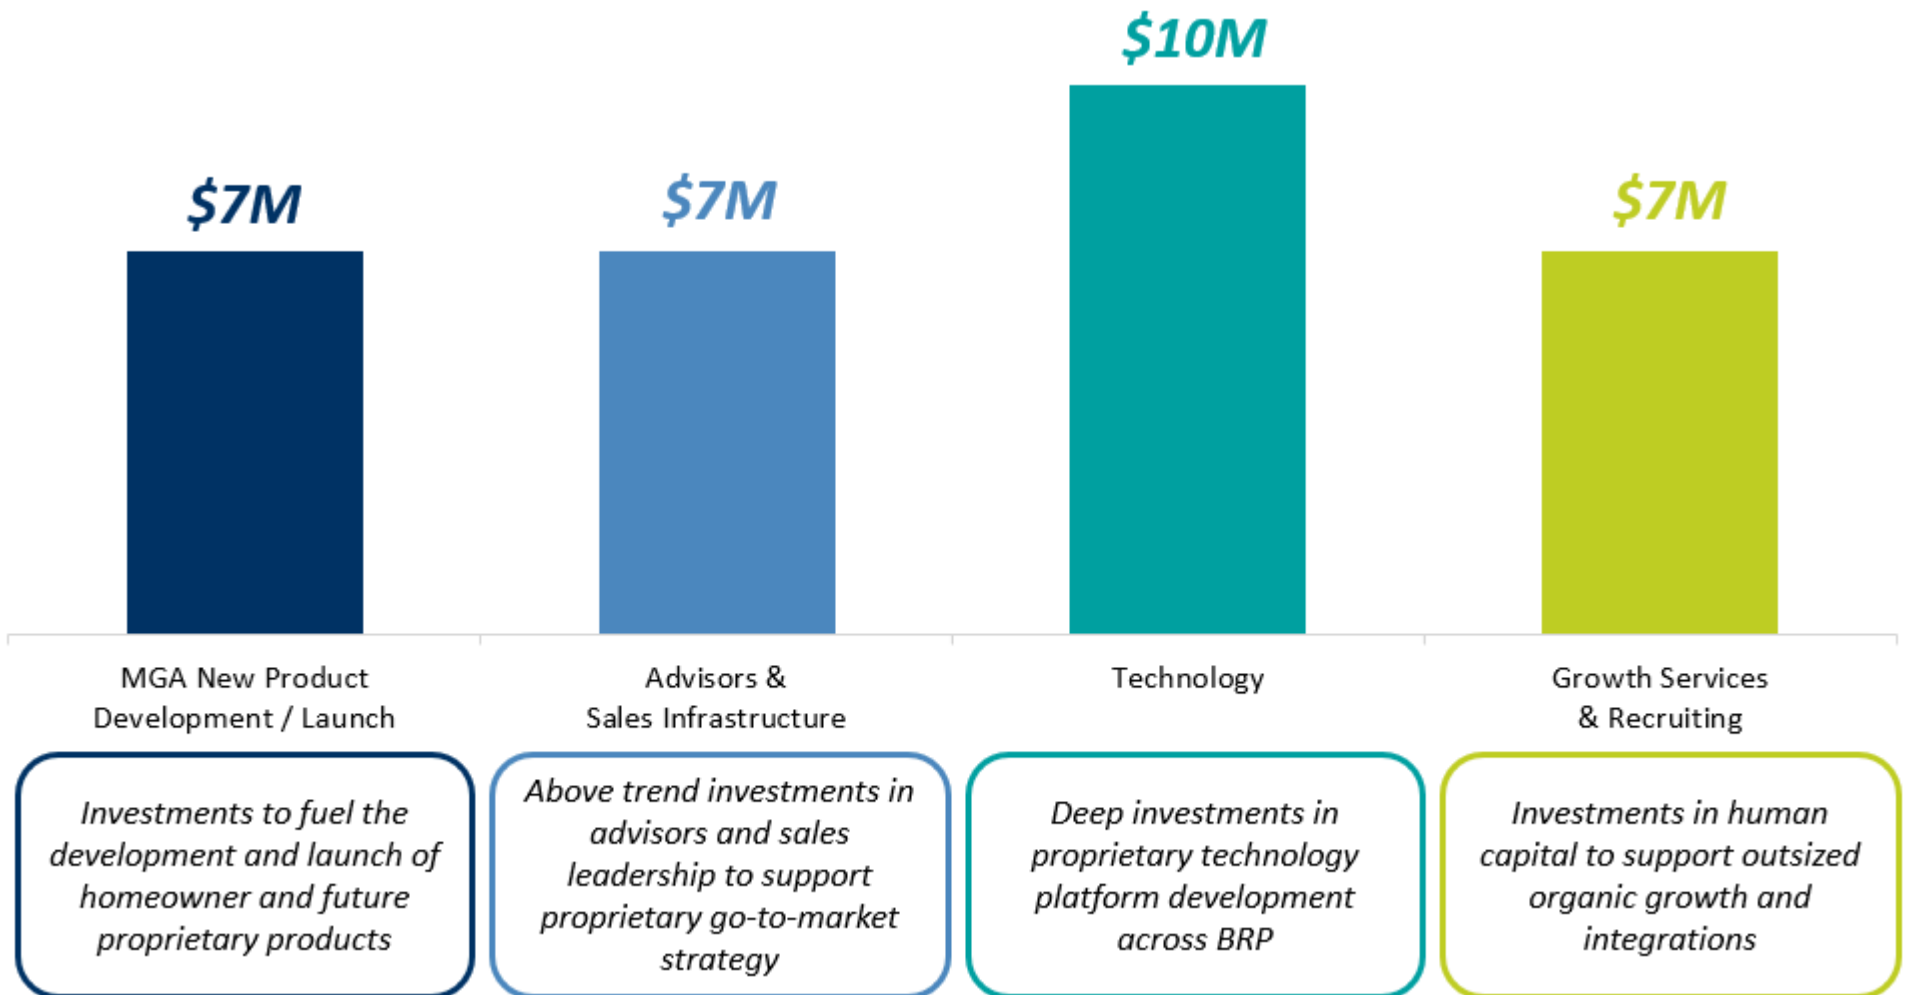 $10M
$7M
$7M
$7M
MGA New Product
Development / Launch
Advisors &
Sales Infrastructure
Technology
Growth Services
& Recruiting
Investments to fuel the
development and launch of
homeowner and future
proprietary products
Above trend investments in
advisors and sales
leadership to support
proprietary go-to-market
strategy
Deep investments in
proprietary technology
platform development
across BRP
Investments in human
capital to support outsized
organic growth and
integrations